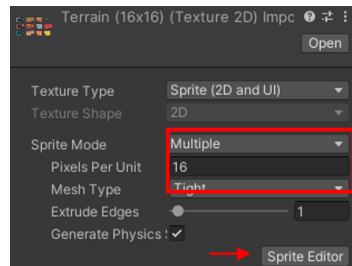 Terrain (16x16) (Texture 2D) Impc
Open
Texture Type Sprite (2D and UI)
Texture Shape 2D
Sprite Mode Multiple
Pixels Per Unit 16
Mesh Type Tight
Extrude Edges 1
Generate Physics S
Sprite Editor